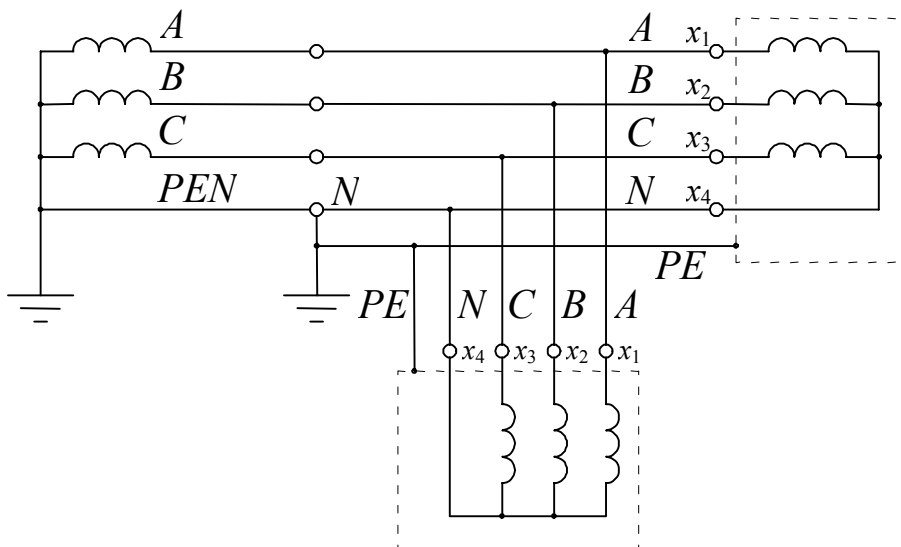 A A x₁
B B x₂
C C x₃
PEN N N x₄
PE
PE N C B A
x₄ x₃ x₂ x₁